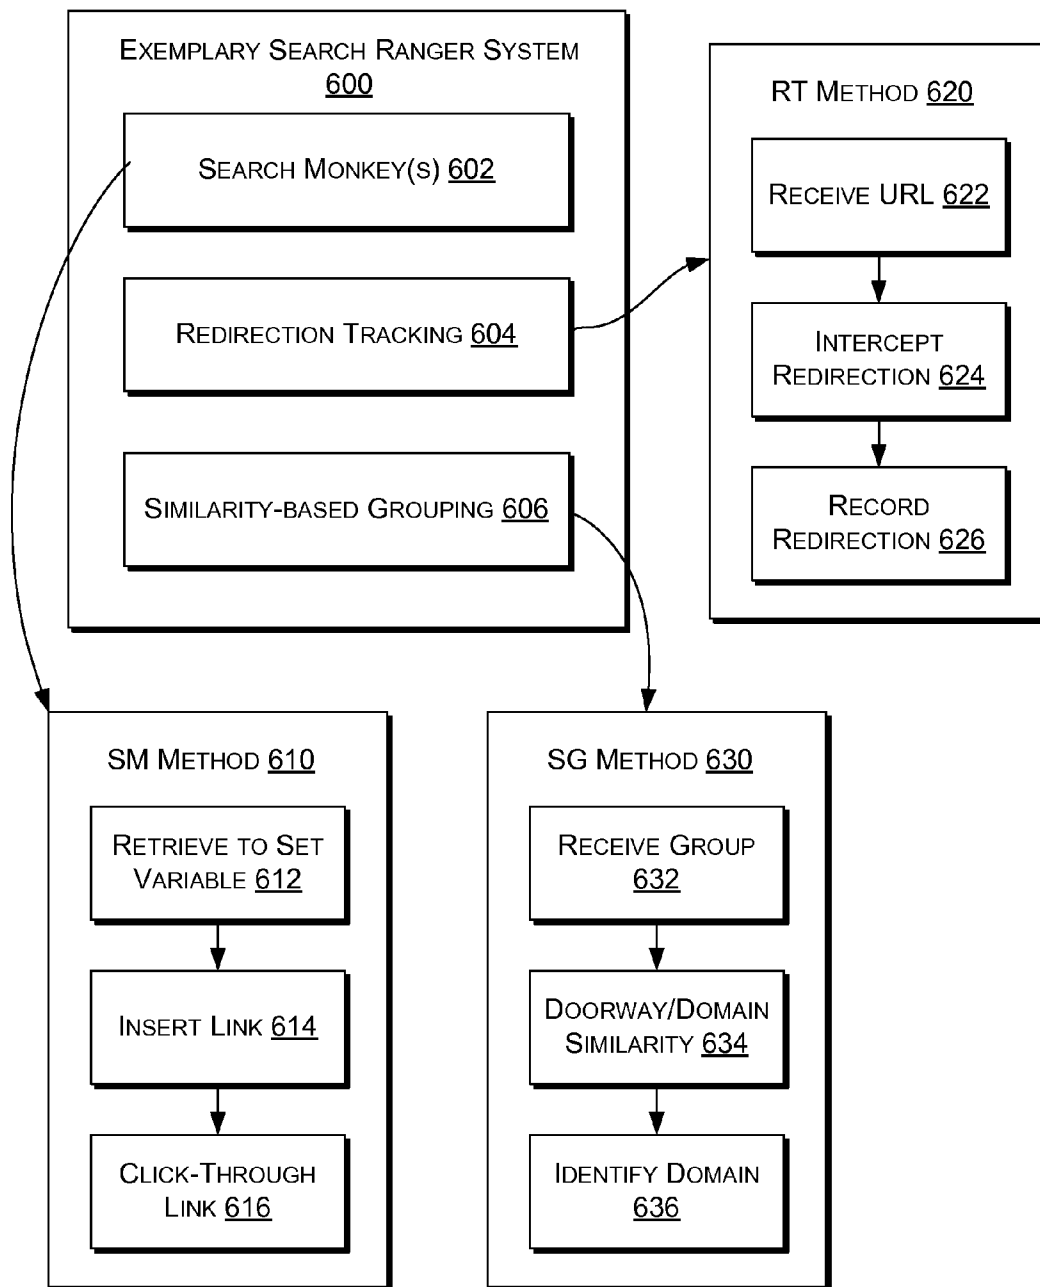 EXEMPLARY SEARCH RANGER SYSTEM
600
SEARCH MONKEY(S) 602
REDIRECTION TRACKING 604
SIMILARITY-BASED GROUPING 606
RT METHOD 620
RECEIVE URL 622
INTERCEPT
REDIRECTION 624
RECORD
REDIRECTION 626
SM METHOD 610
RETRIEVE TO SET
VARIABLE 612
INSERT LINK 614
CLICK-THROUGH
LINK 616
SG METHOD 630
RECEIVE GROUP
632
DOORWAY/DOMAIN
SIMILARITY 634
IDENTIFY DOMAIN
636